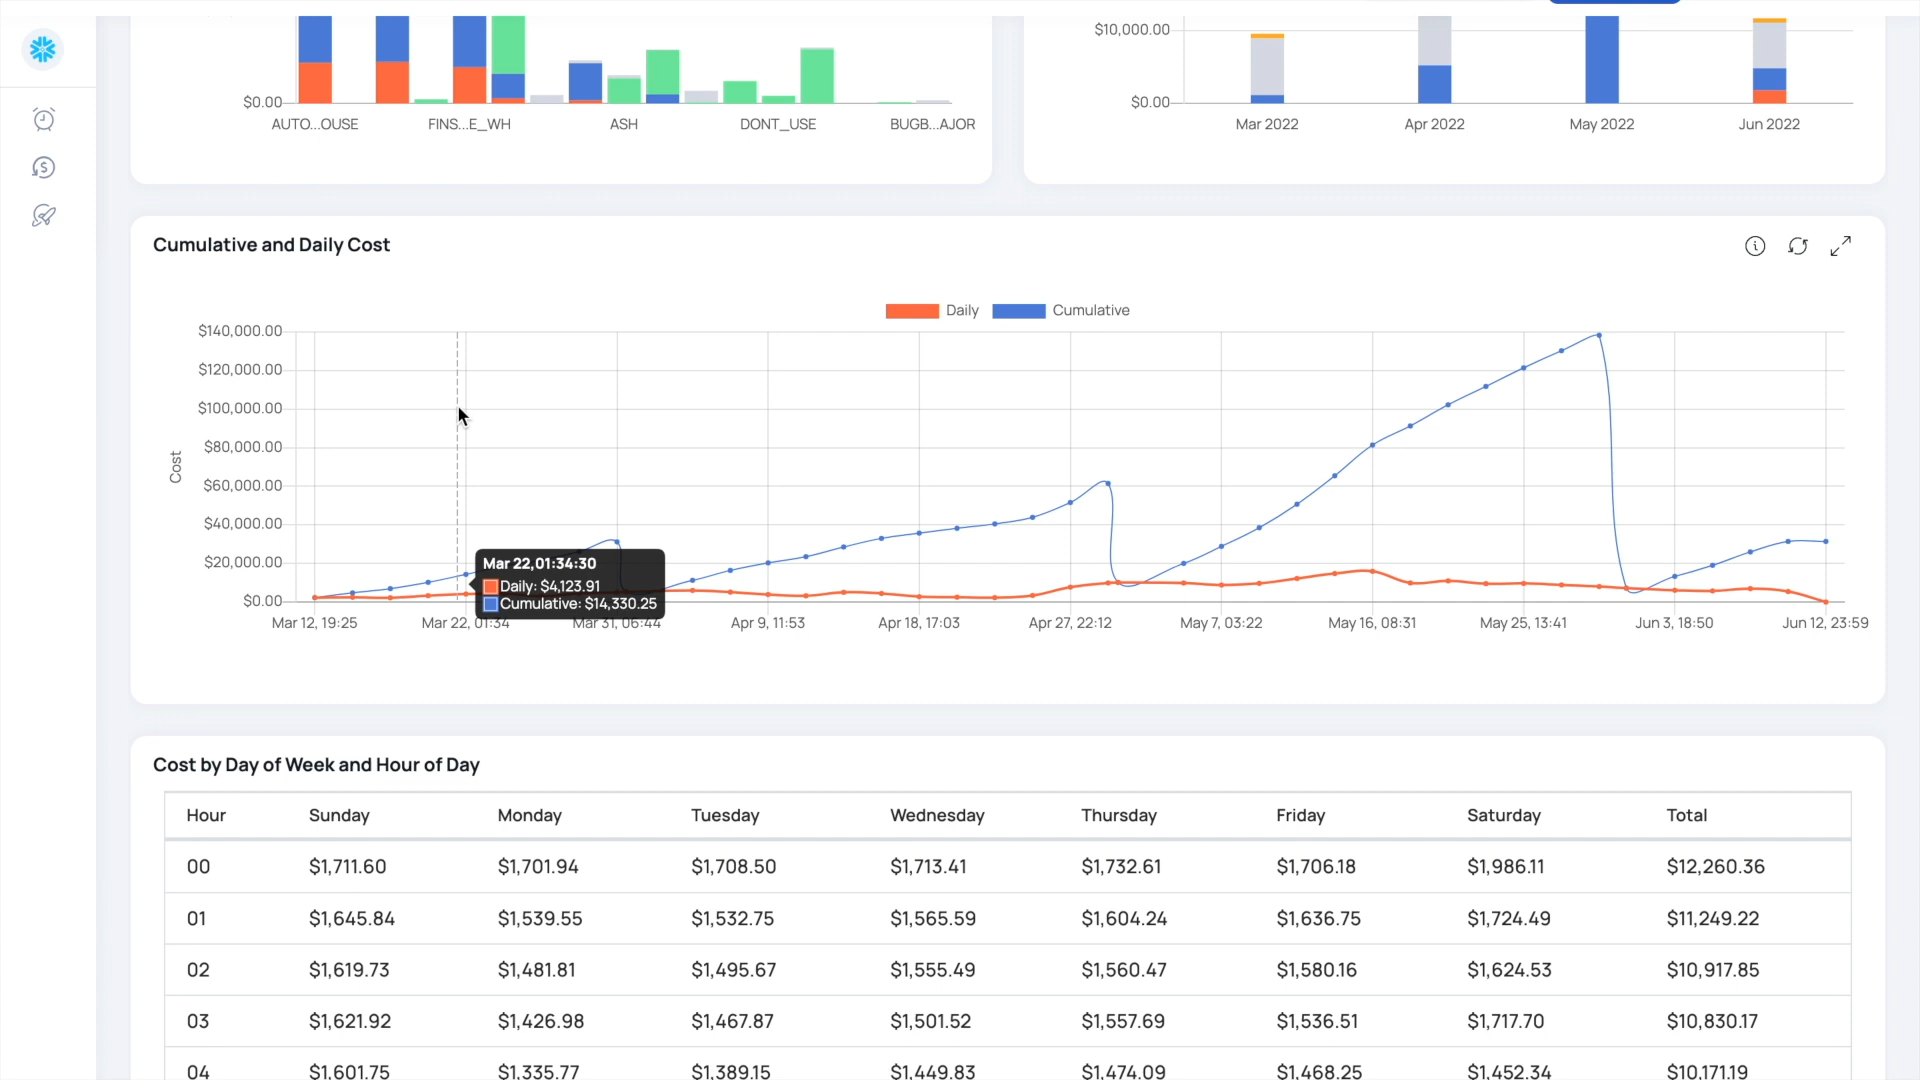 $10,000.00
$0.00
$0.00
AUTO...OUSE FINS...E_WH ASH DONT_USE BUGB...AJOR
Mar 2022 Apr 2022 May 2022 Jun 2022
Cumulative and Daily Cost
Daily Cumulative
$140,000.00
$120,000.00
$100,000.00
$80,000.00
$60,000.00
$40,000.00
$20,000.00
$0.00
Cost
Mar 22,01:34:30
Daily: $4,123.91
Cumulative: $14,330.25
Mar 12, 19:25 Mar 22, 01:34 Mar 31, 06:44 Apr 9, 11:53 Apr 18, 17:03 Apr 27, 22:12 May 7, 03:22 May 16, 08:31 May 25, 13:41 Jun 3, 18:50 Jun 12, 23:59
Cost by Day of Week and Hour of Day
Hour Sunday Monday Tuesday Wednesday Thursday Friday Saturday Total
00 $1,711.60 $1,701.94 $1,708.50 $1,713.41 $1,732.61 $1,706.18 $1,986.11 $12,260.36
01 $1,645.84 $1,539.55 $1,532.75 $1,565.59 $1,604.24 $1,636.75 $1,724.49 $11,249.22
02 $1,619.73 $1,481.81 $1,495.67 $1,555.49 $1,560.47 $1,580.16 $1,624.53 $10,917.85
03 $1,621.92 $1,426.98 $1,467.87 $1,501.52 $1,557.69 $1,536.51 $1,717.70 $10,830.17
04 $1,601.75 $1,335.77 $1,389.15 $1,449.83 $1,474.09 $1,468.25 $1,452.34 $10,171.19